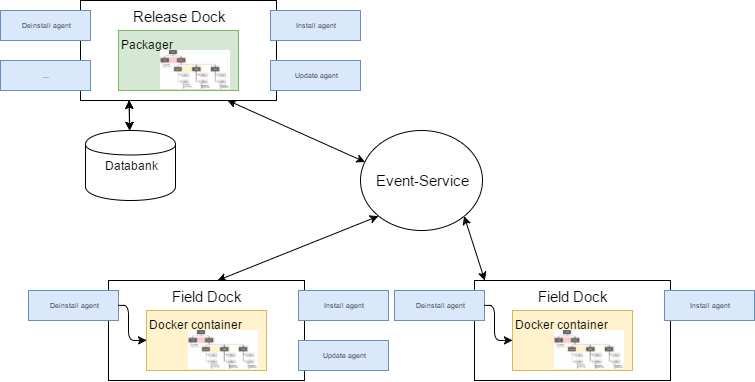 Release Dock
Deinstall agent
Install agent
Packager
...
Update agent
Databank
Event-Service
Field Dock
Deinstall agent
Install agent
Docker container
Update agent
Field Dock
Deinstall agent
Install agent
Docker container